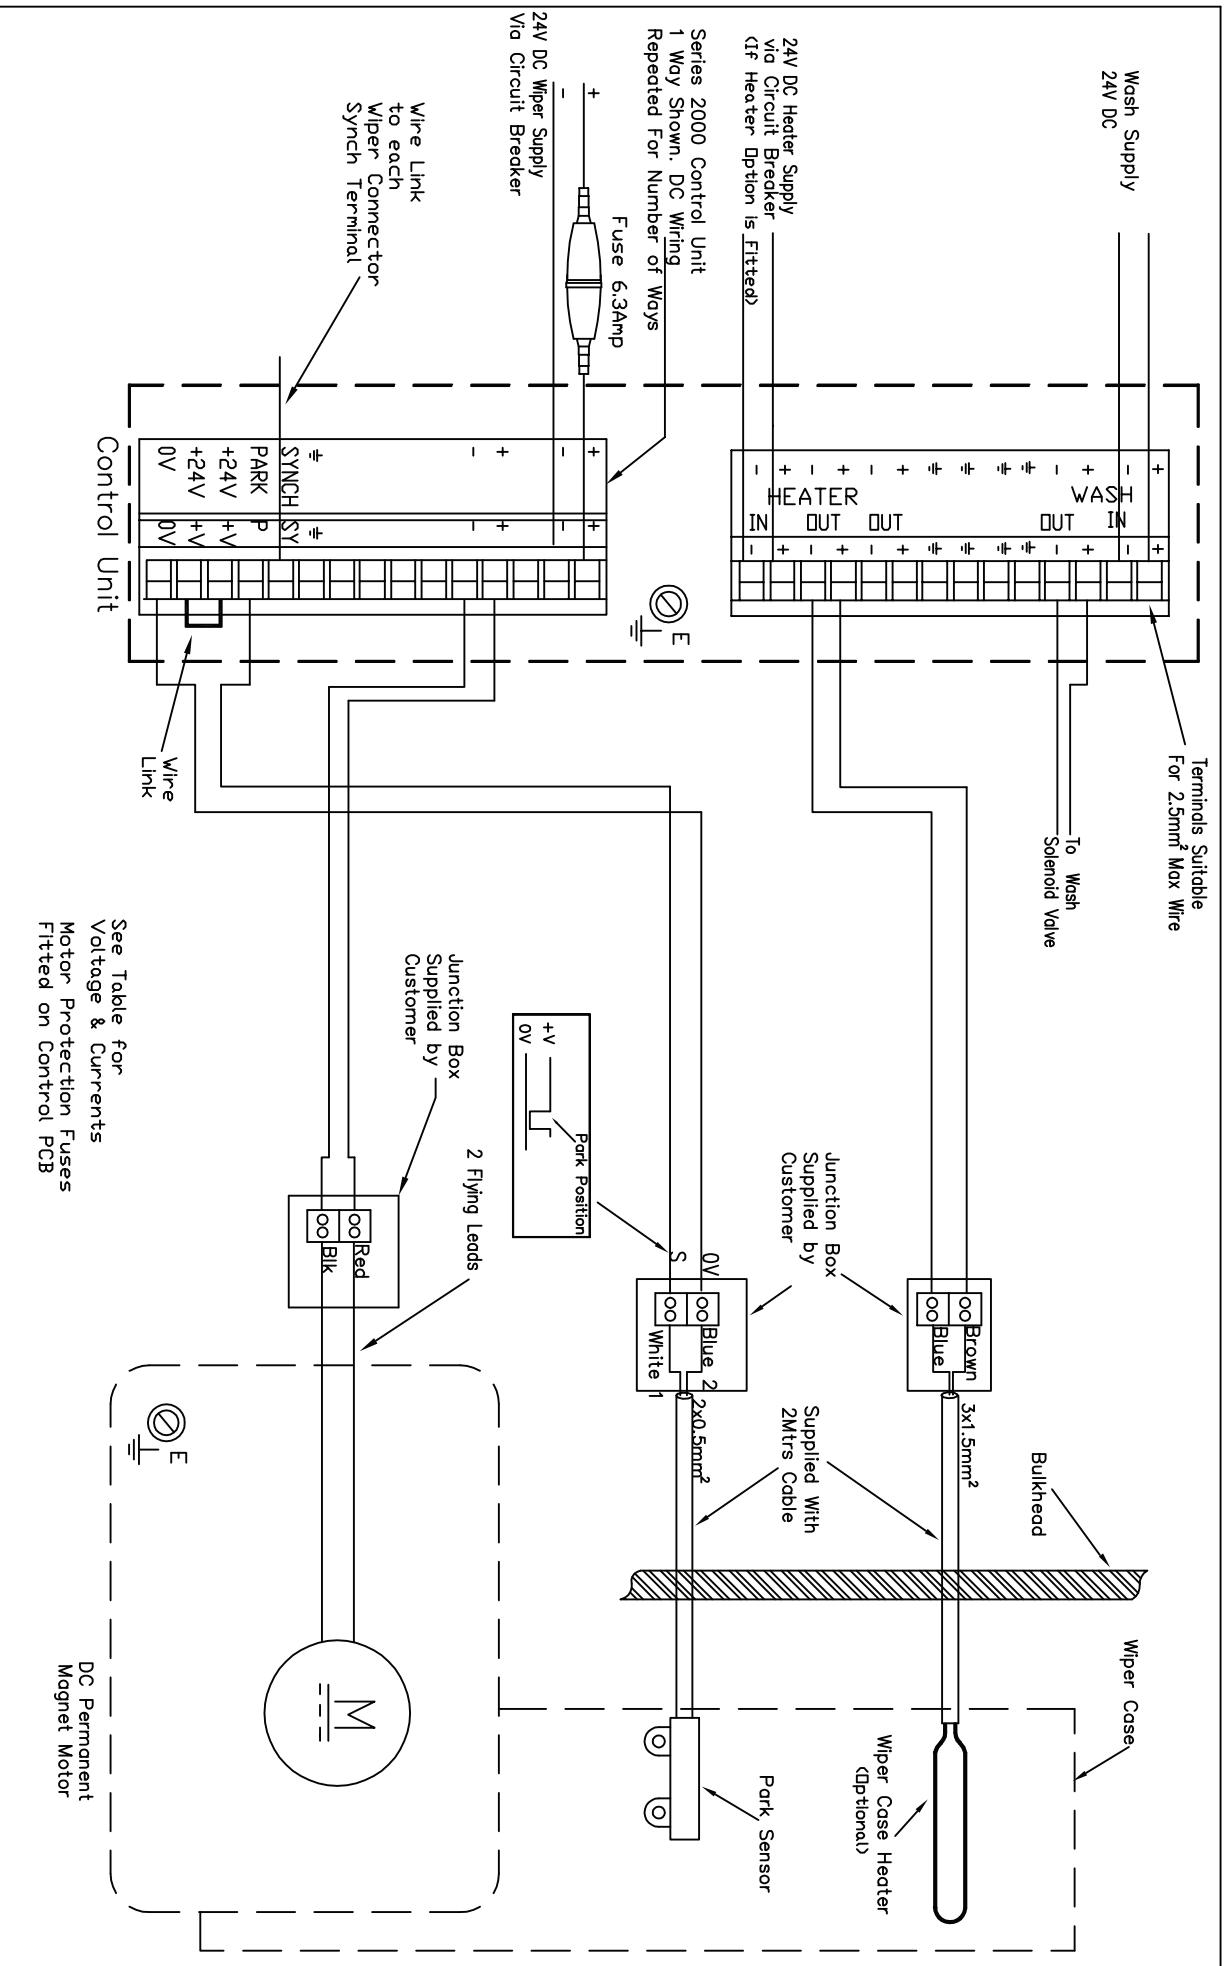 Wash Supply
24V DC
24V DC Heater Supply
via Circuit Breaker
(If Heater Option is Fitted)
Series 2000 Control Unit
1 Way Shown. DC Wiring
Repeated For Number of Ways
+
-
24V DC Wiper Supply
Via Circuit Breaker
Fuse 6.3Amp
Wire Link
to each
Wiper Connector
Synch Terminal
+
-
+
-
+
-
+
-
+
-
WASH
HEATER
IN
OUT
OUT
OUT
IN
+
-
+
-
+
-
+
-
+
-
+
-
+
-
SYNCH
PARK
+24V
+24V
0V
+
-
+
-
SY
P
+V
+V
0V
E
Control Unit
Terminals Suitable
For 2.5mm² Max Wire
To Wash
Solenoid Valve
Wire
Link
Junction Box
Supplied by
Customer
Brown
Blue
3x1.5mm²
0V
S
Blue 2
White 1
2x0.5mm²
Park Position
+V
0V
Junction Box
Supplied by
Customer
Red
Blk
2 Flying Leads
See Table for
Voltage & Currents
Motor Protection Fuses
Fitted on Control PCB
Supplied With
2Mtrs Cable
Bulkhead
Wiper Case
Wiper Case Heater
(Optional)
Park Sensor
E
M
DC Permanent
Magnet Motor